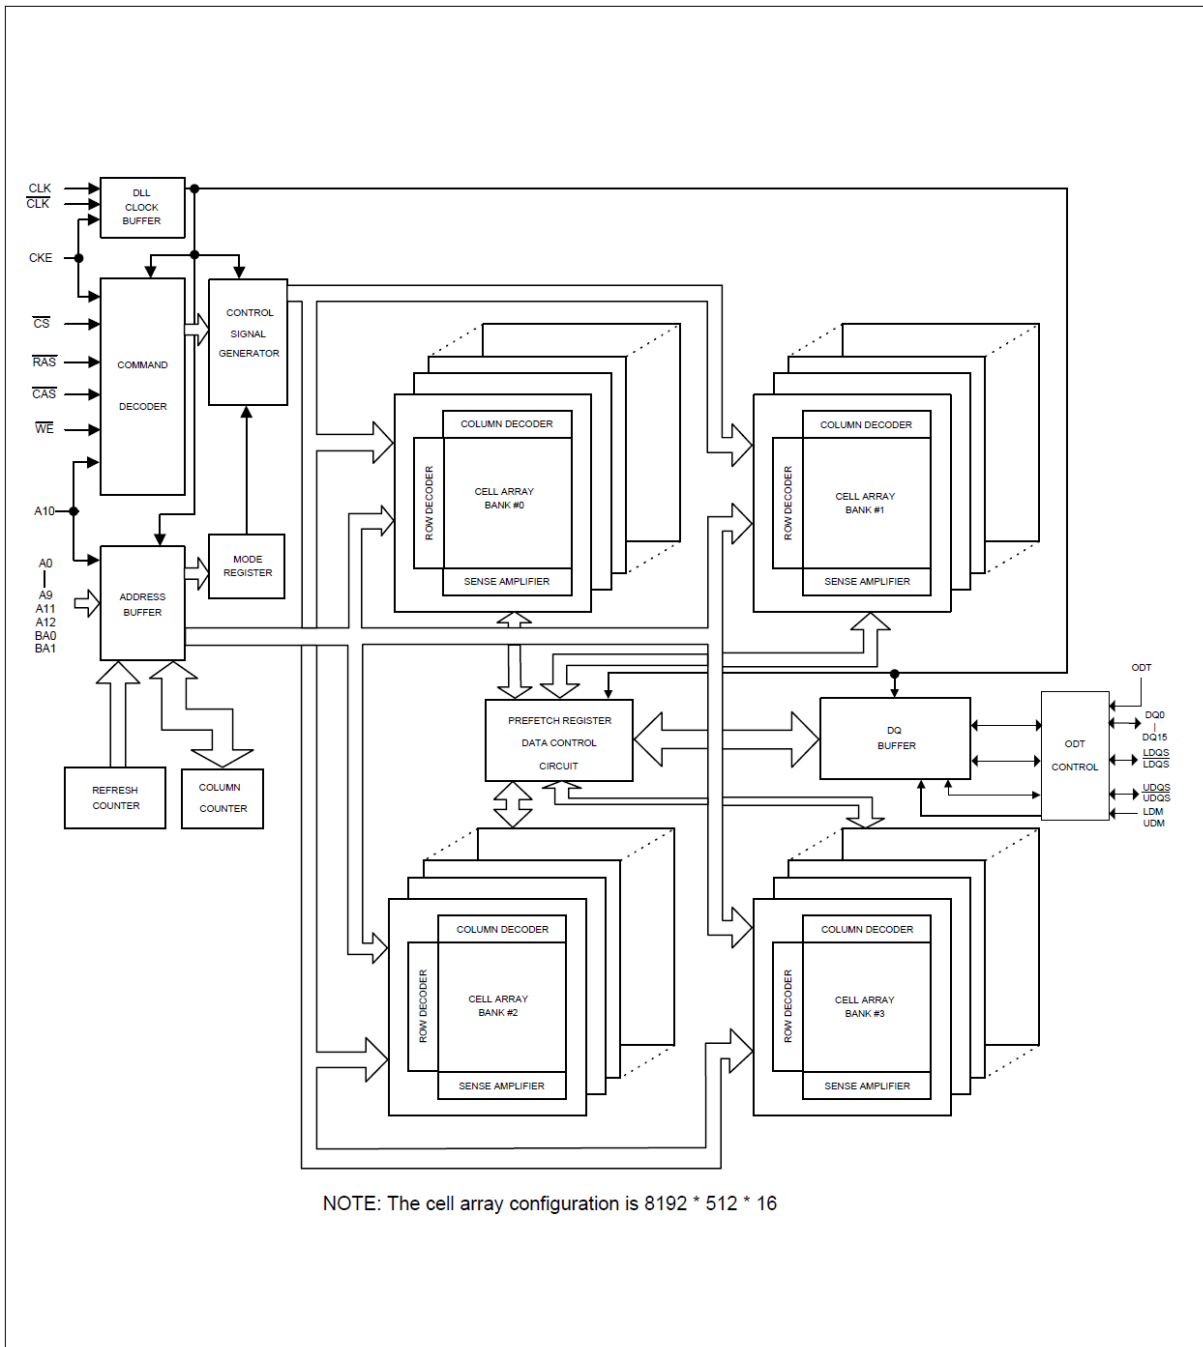 CLK
CLK
CKE
CS
RAS
CAS
WE
A10
A0
A9
A11
A12
BA0
BA1
DLL
CLOCK
BUFFER
COMMAND
DECODER
CONTROL
SIGNAL
GENERATOR
MODE
REGISTER
ADDRESS
BUFFER
REFRESH
COUNTER
COLUMN
COUNTER
COLUMN DECODER
ROW DECODER
CELL ARRAY
BANK #0
SENSE AMPLIFIER
COLUMN DECODER
ROW DECODER
CELL ARRAY
BANK #1
SENSE AMPLIFIER
PREFETCH REGISTER
DATA CONTROL
CIRCUIT
DQ
BUFFER
ODT
CONTROL
ODT
DQ0
DQ15
LDQS
LDQS
UDQS
UDQS
LDM
UDM
COLUMN DECODER
ROW DECODER
CELL ARRAY
BANK #2
SENSE AMPLIFIER
COLUMN DECODER
ROW DECODER
CELL ARRAY
BANK #3
SENSE AMPLIFIER
NOTE: The cell array configuration is 8192 * 512 * 16